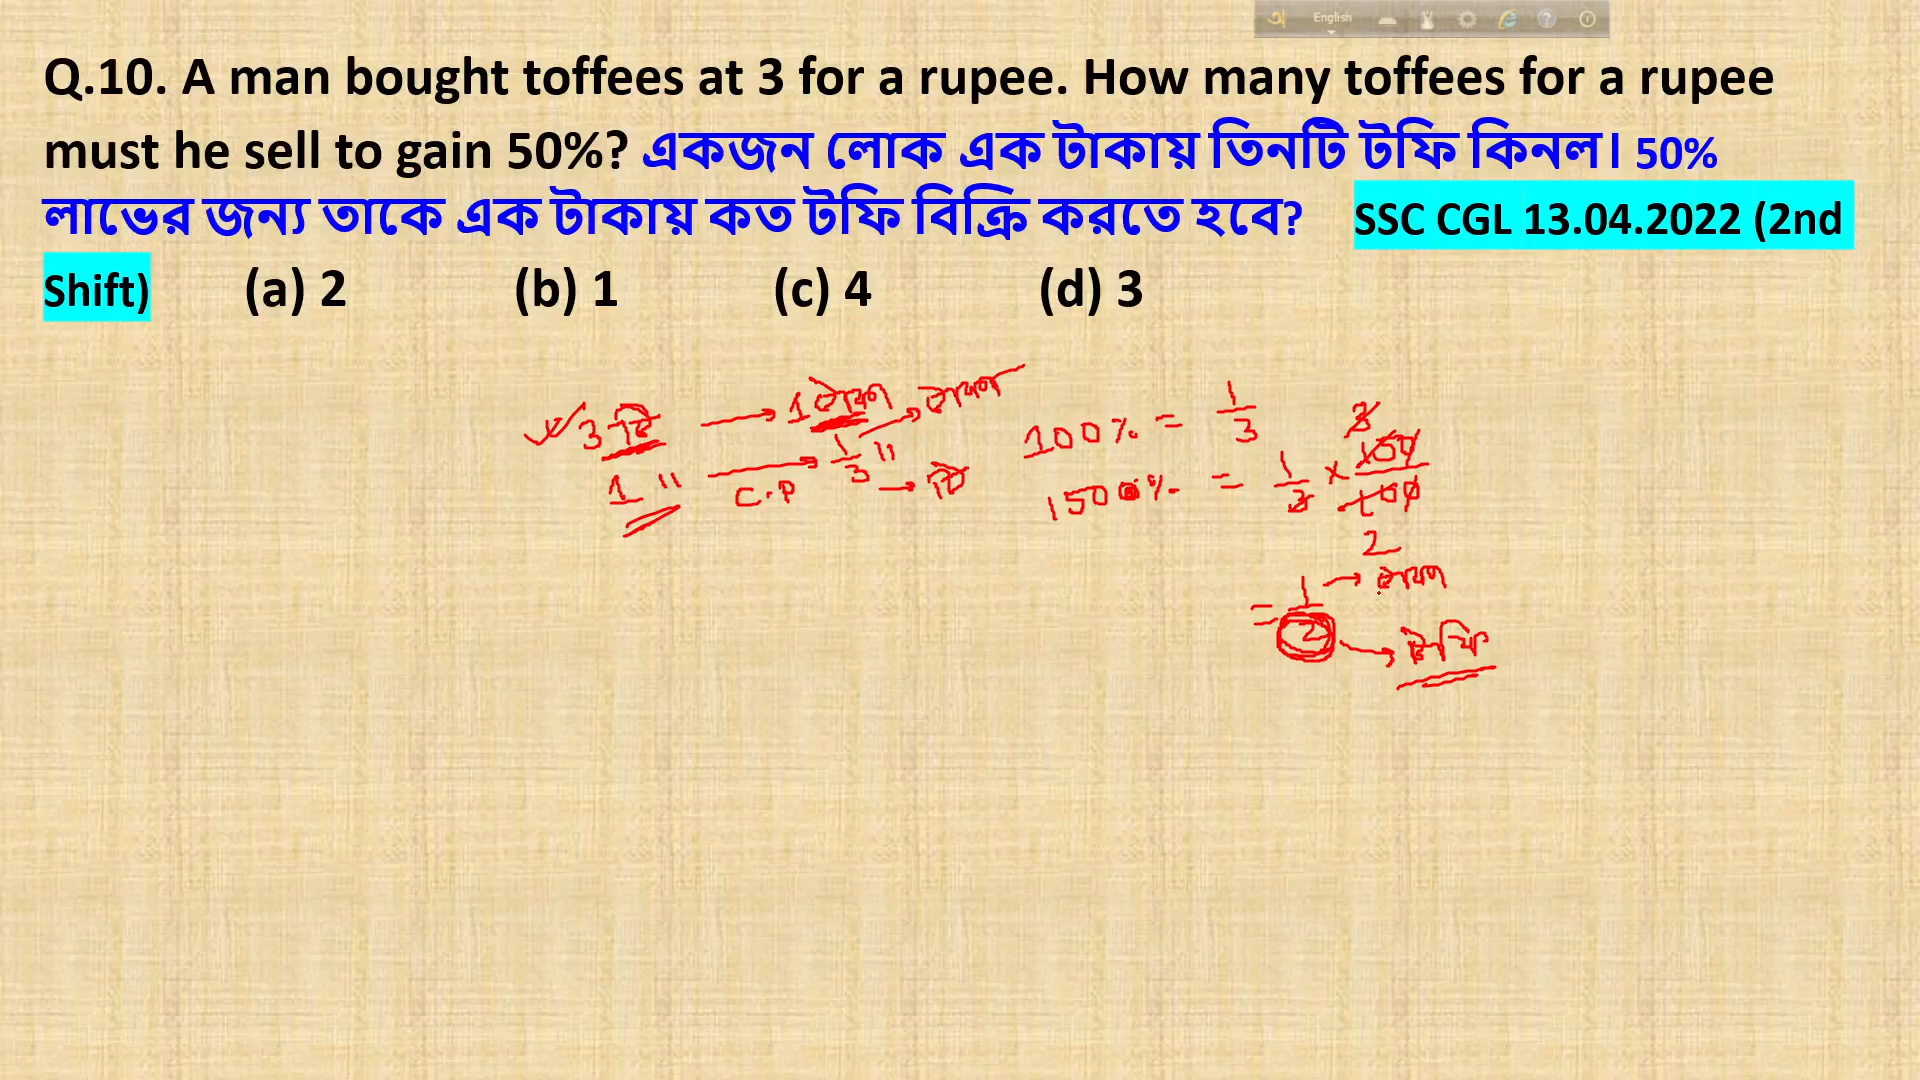 English
Q.10. A man bought toffees at 3 for a rupee. How many toffees for a rupee
must he sell to gain 50%? একজন লোক এক টাকায় তিনটি টফি কিনল। 50%
লাভের জন্য তাকে এক টাকায় কত টফি বিক্রি করতে হবে? SSC CGL 13.04.2022 (2nd
Shift) (a) 2 (b) 1 (c) 4 (d) 3
3 টি → 1 টাকা → টাকা
1 " → 1/3 " → টি
C.P
100% = 1/3
150% = 1/3 × 150/100
3
2
= 1/2 → টাকা
→ টফি